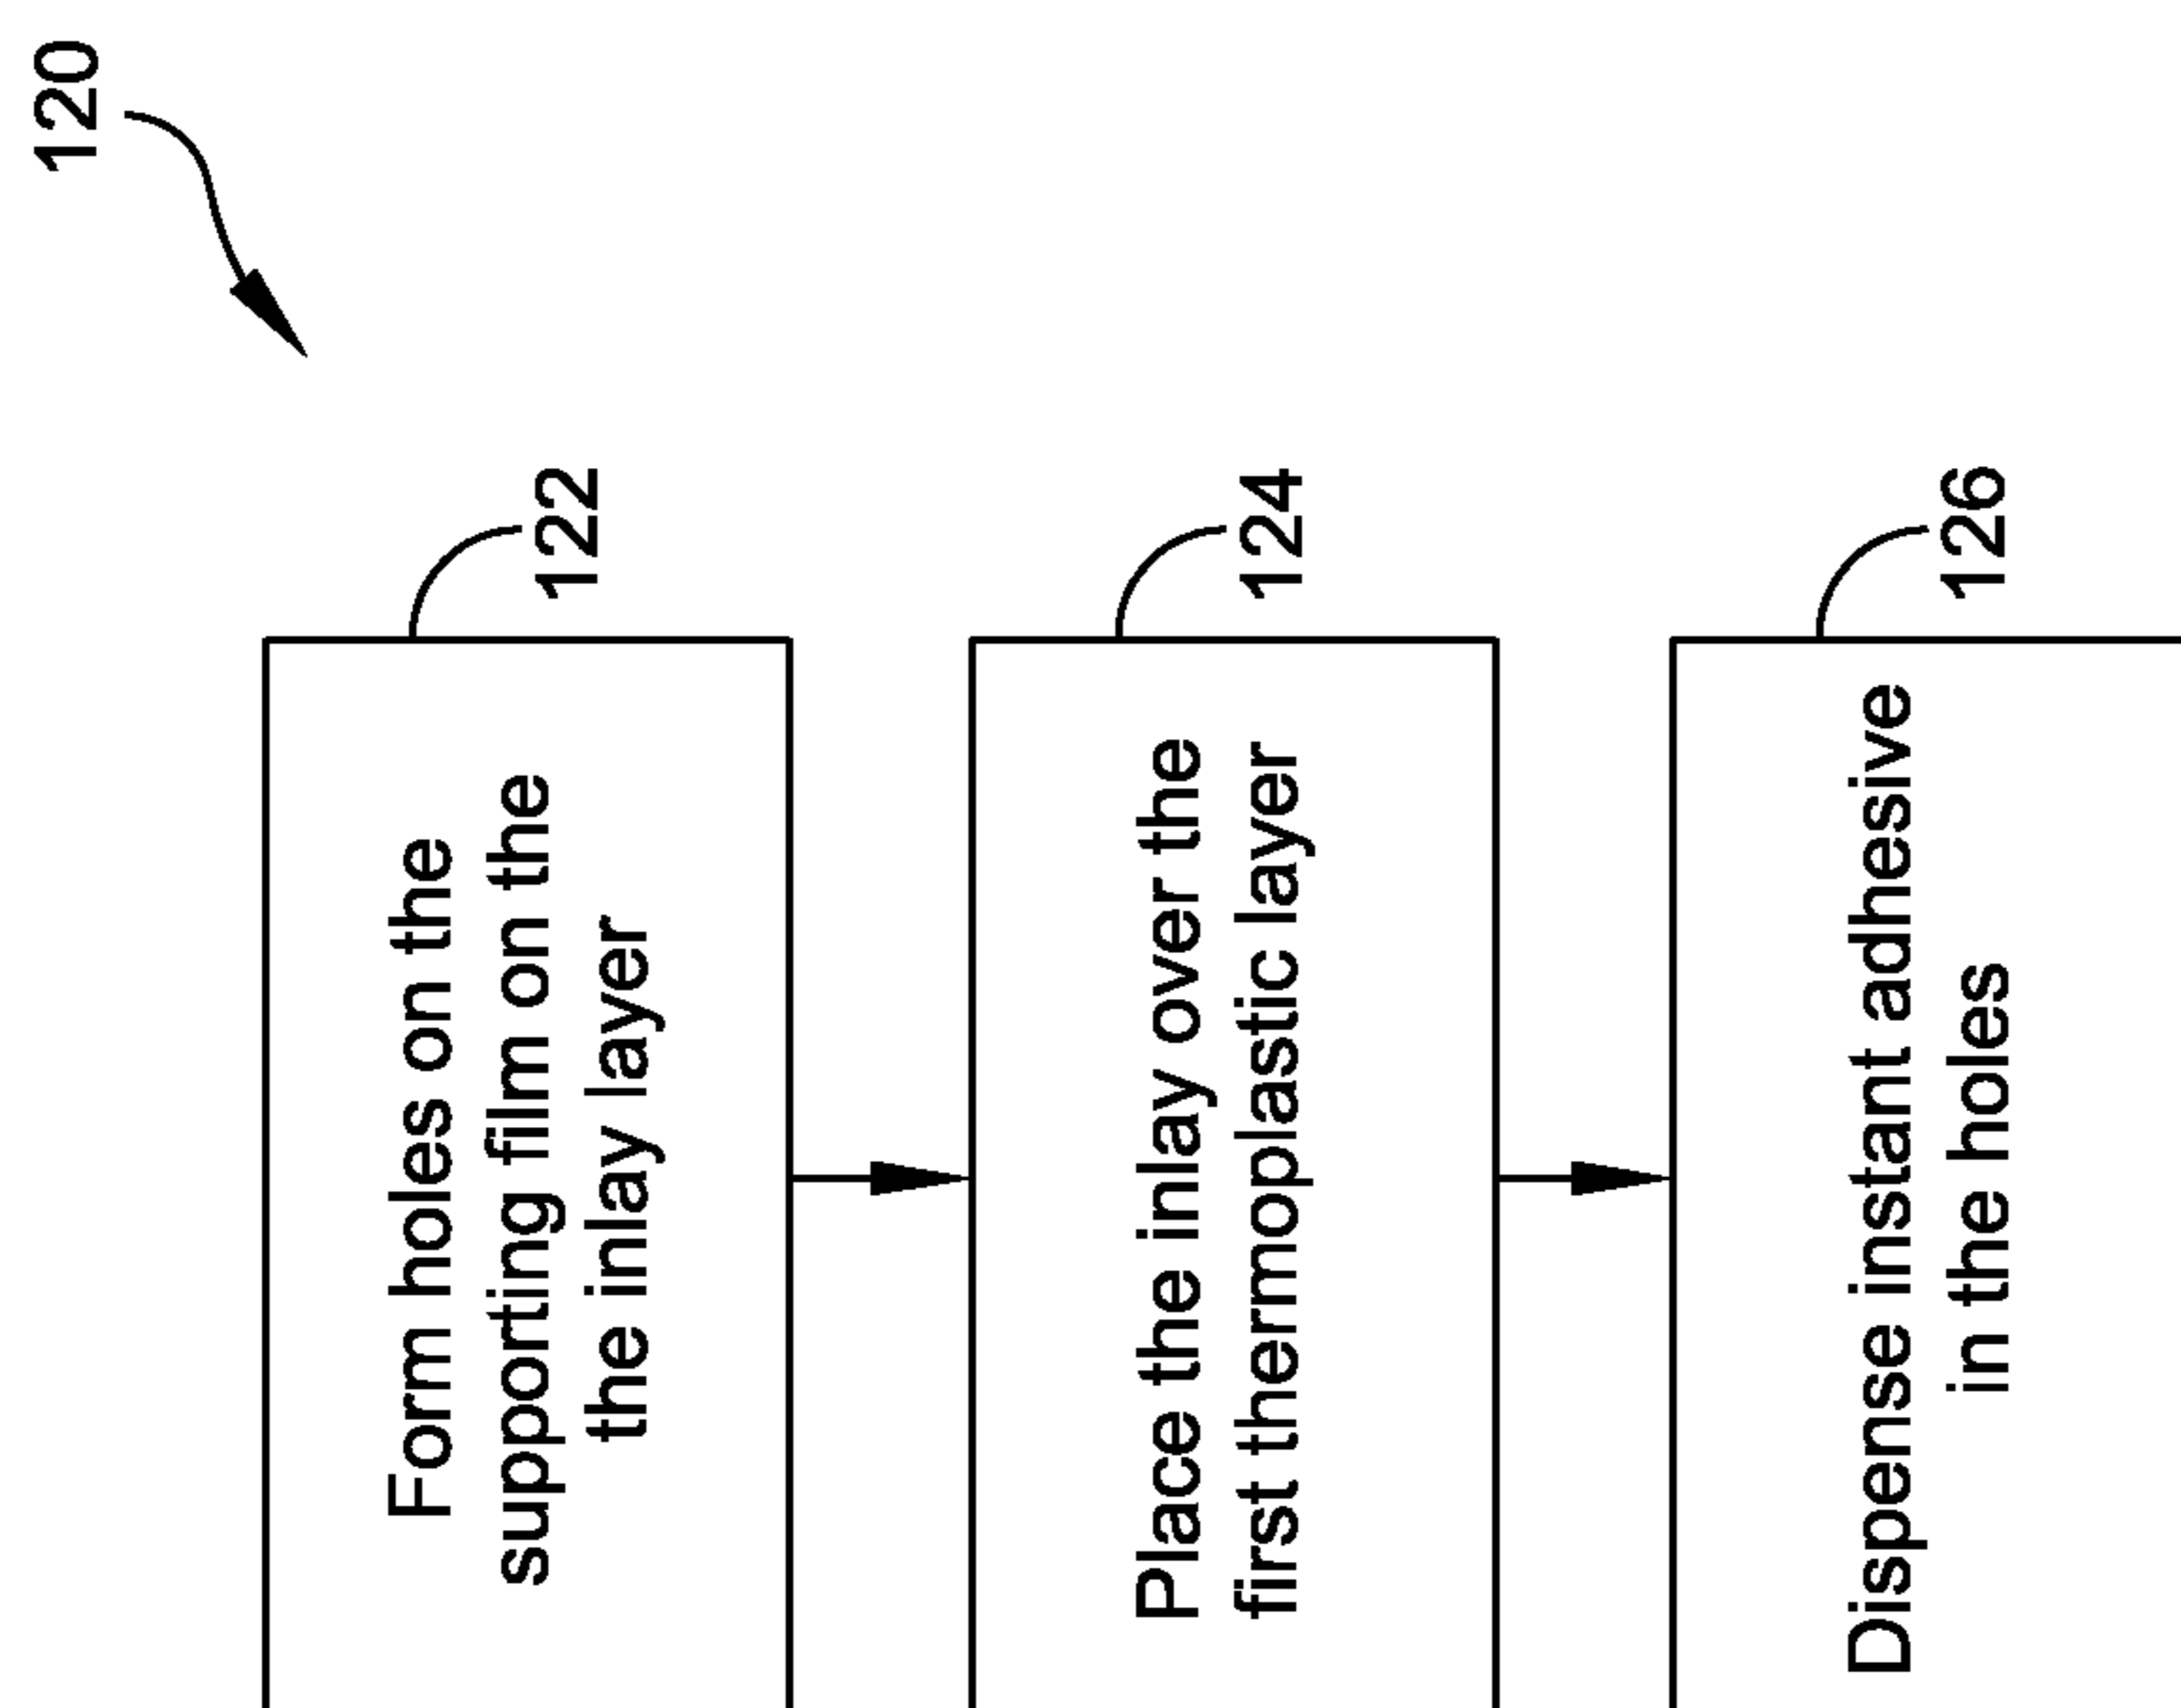 120
Form holes on the
supporting film on the
the inlay layer
122
Place the inlay over the
first thermoplastic layer
124
Dispense instant adhesive
in the holes
126